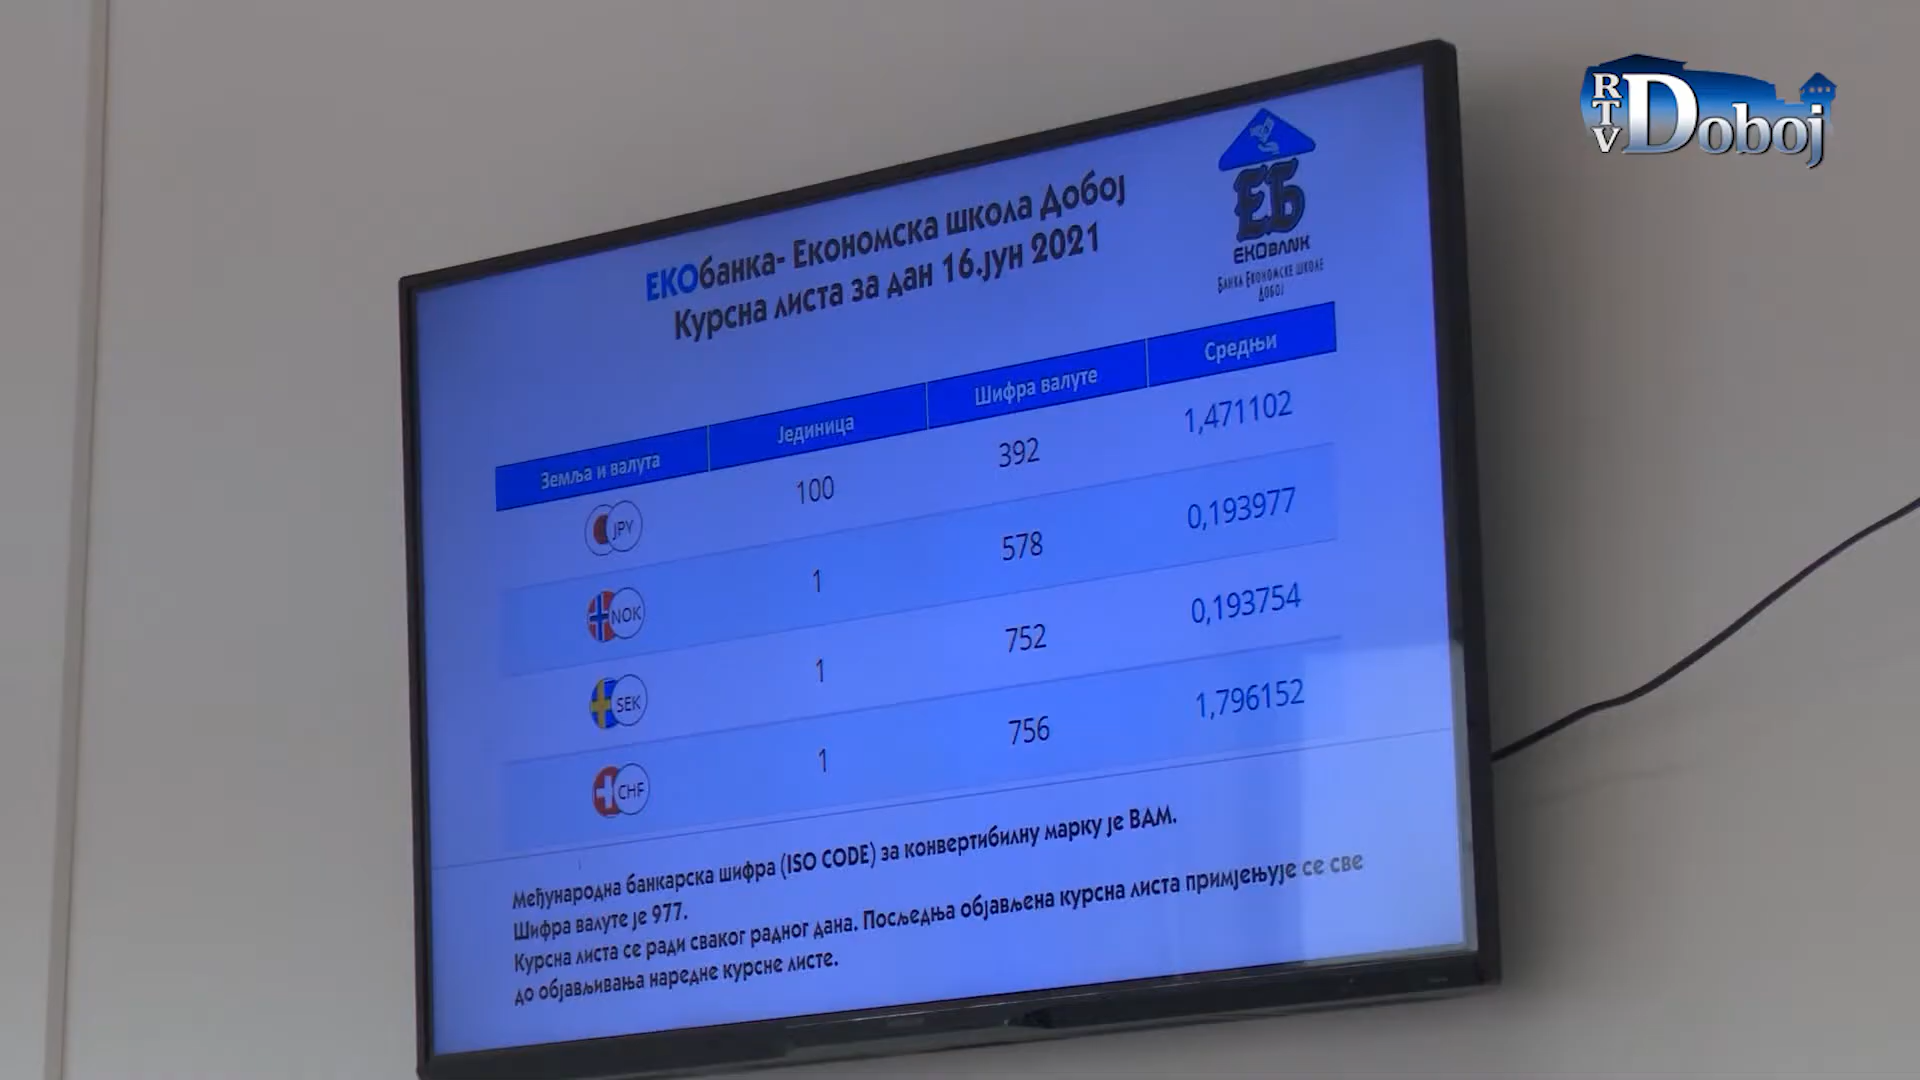 RTV Doboj
ЕКОбанка- Економска школа Добој
Курсна листа за дан 16.јун 2021
ЕБ
ЕКОBANK
Банка Економске школе
Добој
Земља и валута Јединица Шифра валуте Средњи
JPY 100 392 1,471102
NOK 1 578 0,193977
SEK 1 752 0,193754
CHF 1 756 1,796152
Међународна банкарска шифра (ISO CODE) за конвертибилну марку је BAM.
Шифра валуте је 977.
Курсна листа се ради сваког радног дана. Посљедња објављена курсна листа примјењује се све
до објављивања наредне курсне листе.